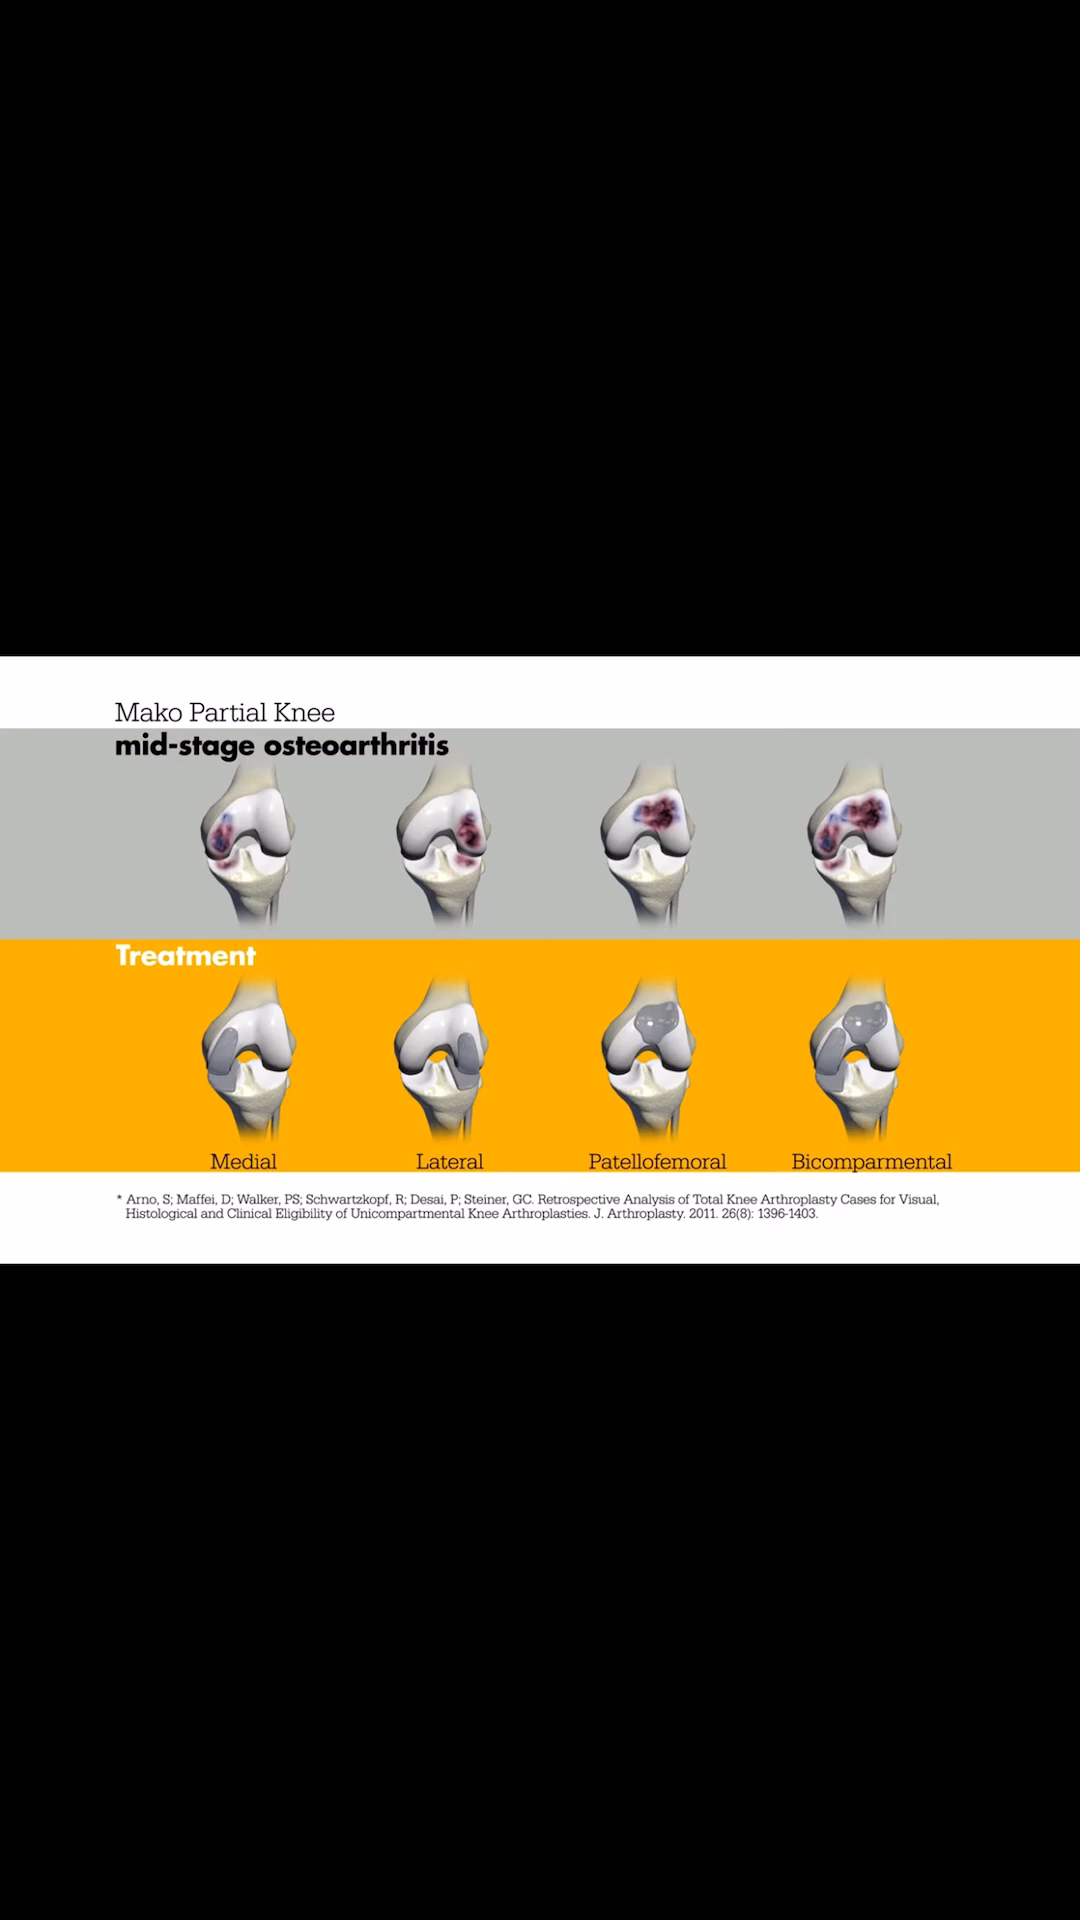 Mako Partial Knee
mid-stage osteoarthritis
Treatment
Medial
Lateral
Patellofemoral
Bicomparmental
* Arno, S; Maffei, D; Walker, PS; Schwartzkopf, R; Desai, P; Steiner, GC. Retrospective Analysis of Total Knee Arthroplasty Cases for Visual,
Histological and Clinical Eligibility of Unicompartmental Knee Arthroplasties. J. Arthroplasty. 2011. 26(8): 1396-1403.